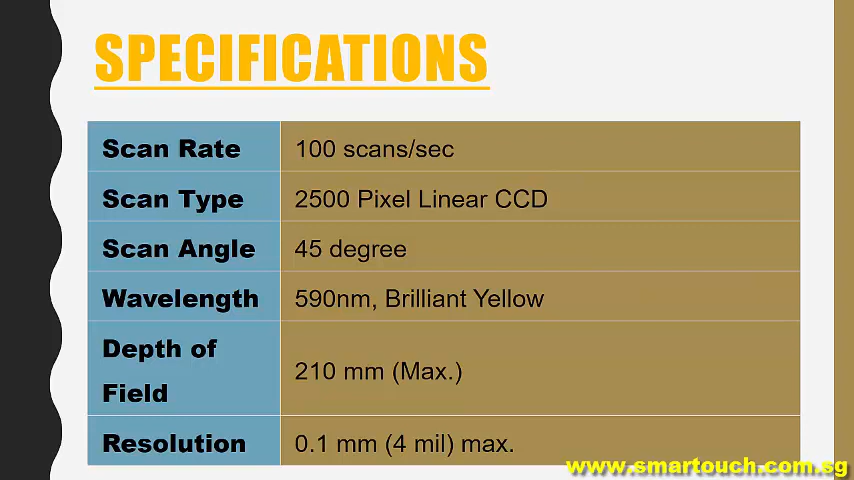 SPECIFICATIONS
Scan Rate 100 scans/sec
Scan Type 2500 Pixel Linear CCD
Scan Angle 45 degree
Wavelength 590nm, Brilliant Yellow
Depth of
Field 210 mm (Max.)
Resolution 0.1 mm (4 mil) max.
www.smartouch.com.sg